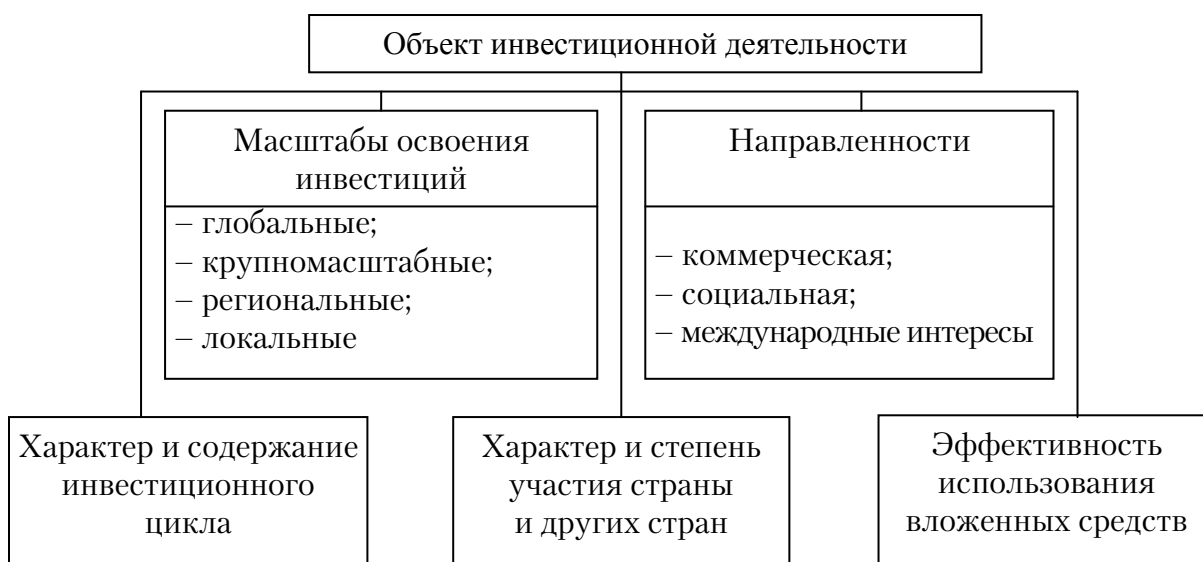 Объект инвестиционной деятельности
Масштабы освоения
инвестиций
– глобальные;
– крупномасштабные;
– региональные;
– локальные
Направленности
– коммерческая;
– социальная;
– международные интересы
Характер и содержание
инвестиционного
цикла
Характер и степень
участия страны
и других стран
Эффективность
использования
вложенных средств